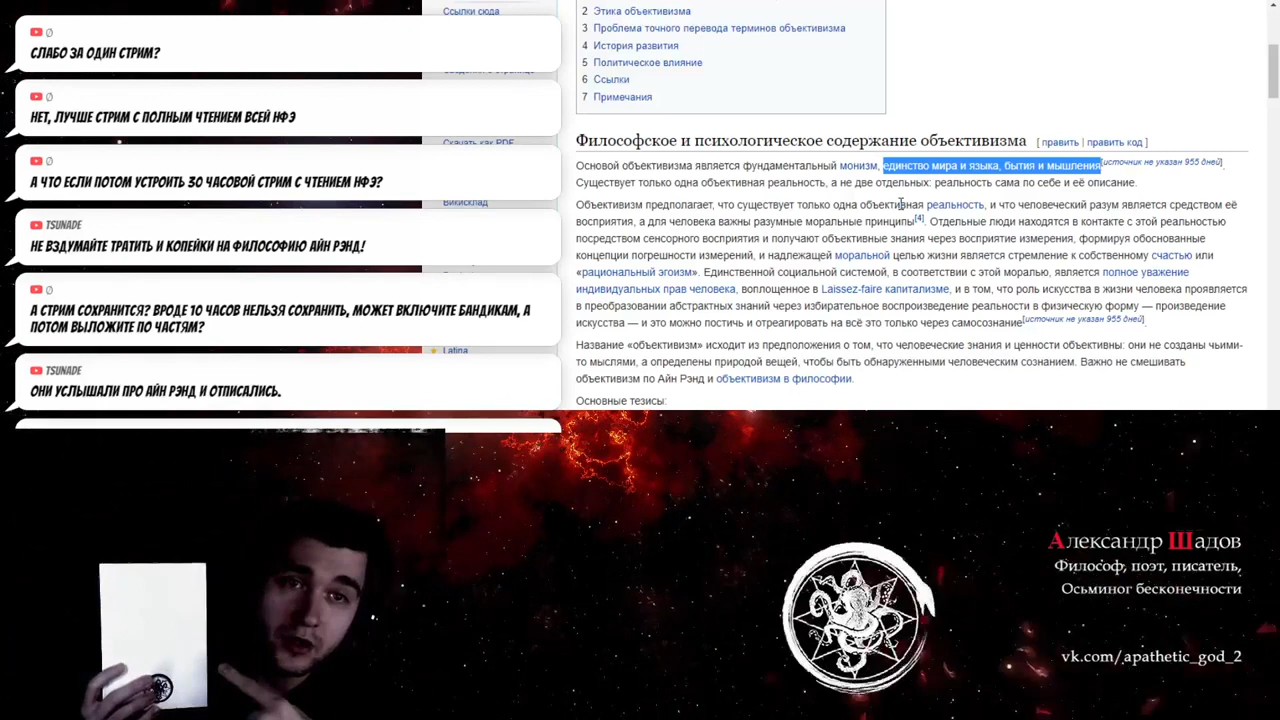 Ø
СЛАБО ЗА ОДИН СТРИМ?
Ø
НЕТ, ЛУЧШЕ СТРИМ С ПОЛНЫМ ЧТЕНИЕМ ВСЕЙ НФЭ
Ø
А ЧТО ЕСЛИ ПОТОМ УСТРОИТЬ 30 ЧАСОВОЙ СТРИМ С ЧТЕНИЕМ НФЭ?
TSUNADE
НЕ ВЗДУМАЙТЕ ТРАТИТЬ И КОПЕЙКИ НА ФИЛОСОФИЮ АЙН РЭНД!
Ø
А СТРИМ СОХРАНИТСЯ? ВРОДЕ 10 ЧАСОВ НЕЛЬЗЯ СОХРАНИТЬ, МОЖЕТ ВКЛЮЧИТЕ БАНДИКАМ, А
ПОТОМ ВЫЛОЖИТЕ ПО ЧАСТЯМ?
TSUNADE
ОНИ УСЛЫШАЛИ ПРО АЙН РЭНД И ОТПИСАЛИСЬ.
Ссылки сюда
Скачать как PDF
Викисклад
Latina
2 Этика объективизма
3 Проблема точного перевода терминов объективизма
4 История развития
5 Политическое влияние
6 Ссылки
7 Примечания
Философское и психологическое содержание объективизма [ править | править код ]
Основой объективизма является фундаментальный монизм, единство мира и языка, бытия и мышления[источник не указан 955 дней].
Существует только одна объективная реальность, а не две отдельных: реальность сама по себе и её описание.
Объективизм предполагает, что существует только одна объективная реальность, и что человеческий разум является средством её
восприятия, а для человека важны разумные моральные принципы[4]. Отдельные люди находятся в контакте с этой реальностью
посредством сенсорного восприятия и получают объективные знания через восприятие измерения, формируя обоснованные
концепции погрешности измерений, и надлежащей моральной целью жизни является стремление к собственному счастью или
«рациональный эгоизм». Единственной социальной системой, в соответствии с этой моралью, является полное уважение
индивидуальных прав человека, воплощенное в Laissez-faire капитализме, и в том, что роль искусства в жизни человека проявляется
в преобразовании абстрактных знаний через избирательное воспроизведение реальности в физическую форму — произведение
искусства — и это можно постичь и отреагировать на всё это только через самосознание[источник не указан 955 дней].
Название «объективизм» исходит из предположения о том, что человеческие знания и ценности объективны: они не созданы чьими-
то мыслями, а определены природой вещей, чтобы быть обнаруженными человеческим сознанием. Важно не смешивать
объективизм по Айн Рэнд и объективизм в философии.
Основные тезисы:
Александр Шадов
Философ, поэт, писатель,
Осьминог бесконечности
vk.com/apathetic_god_2